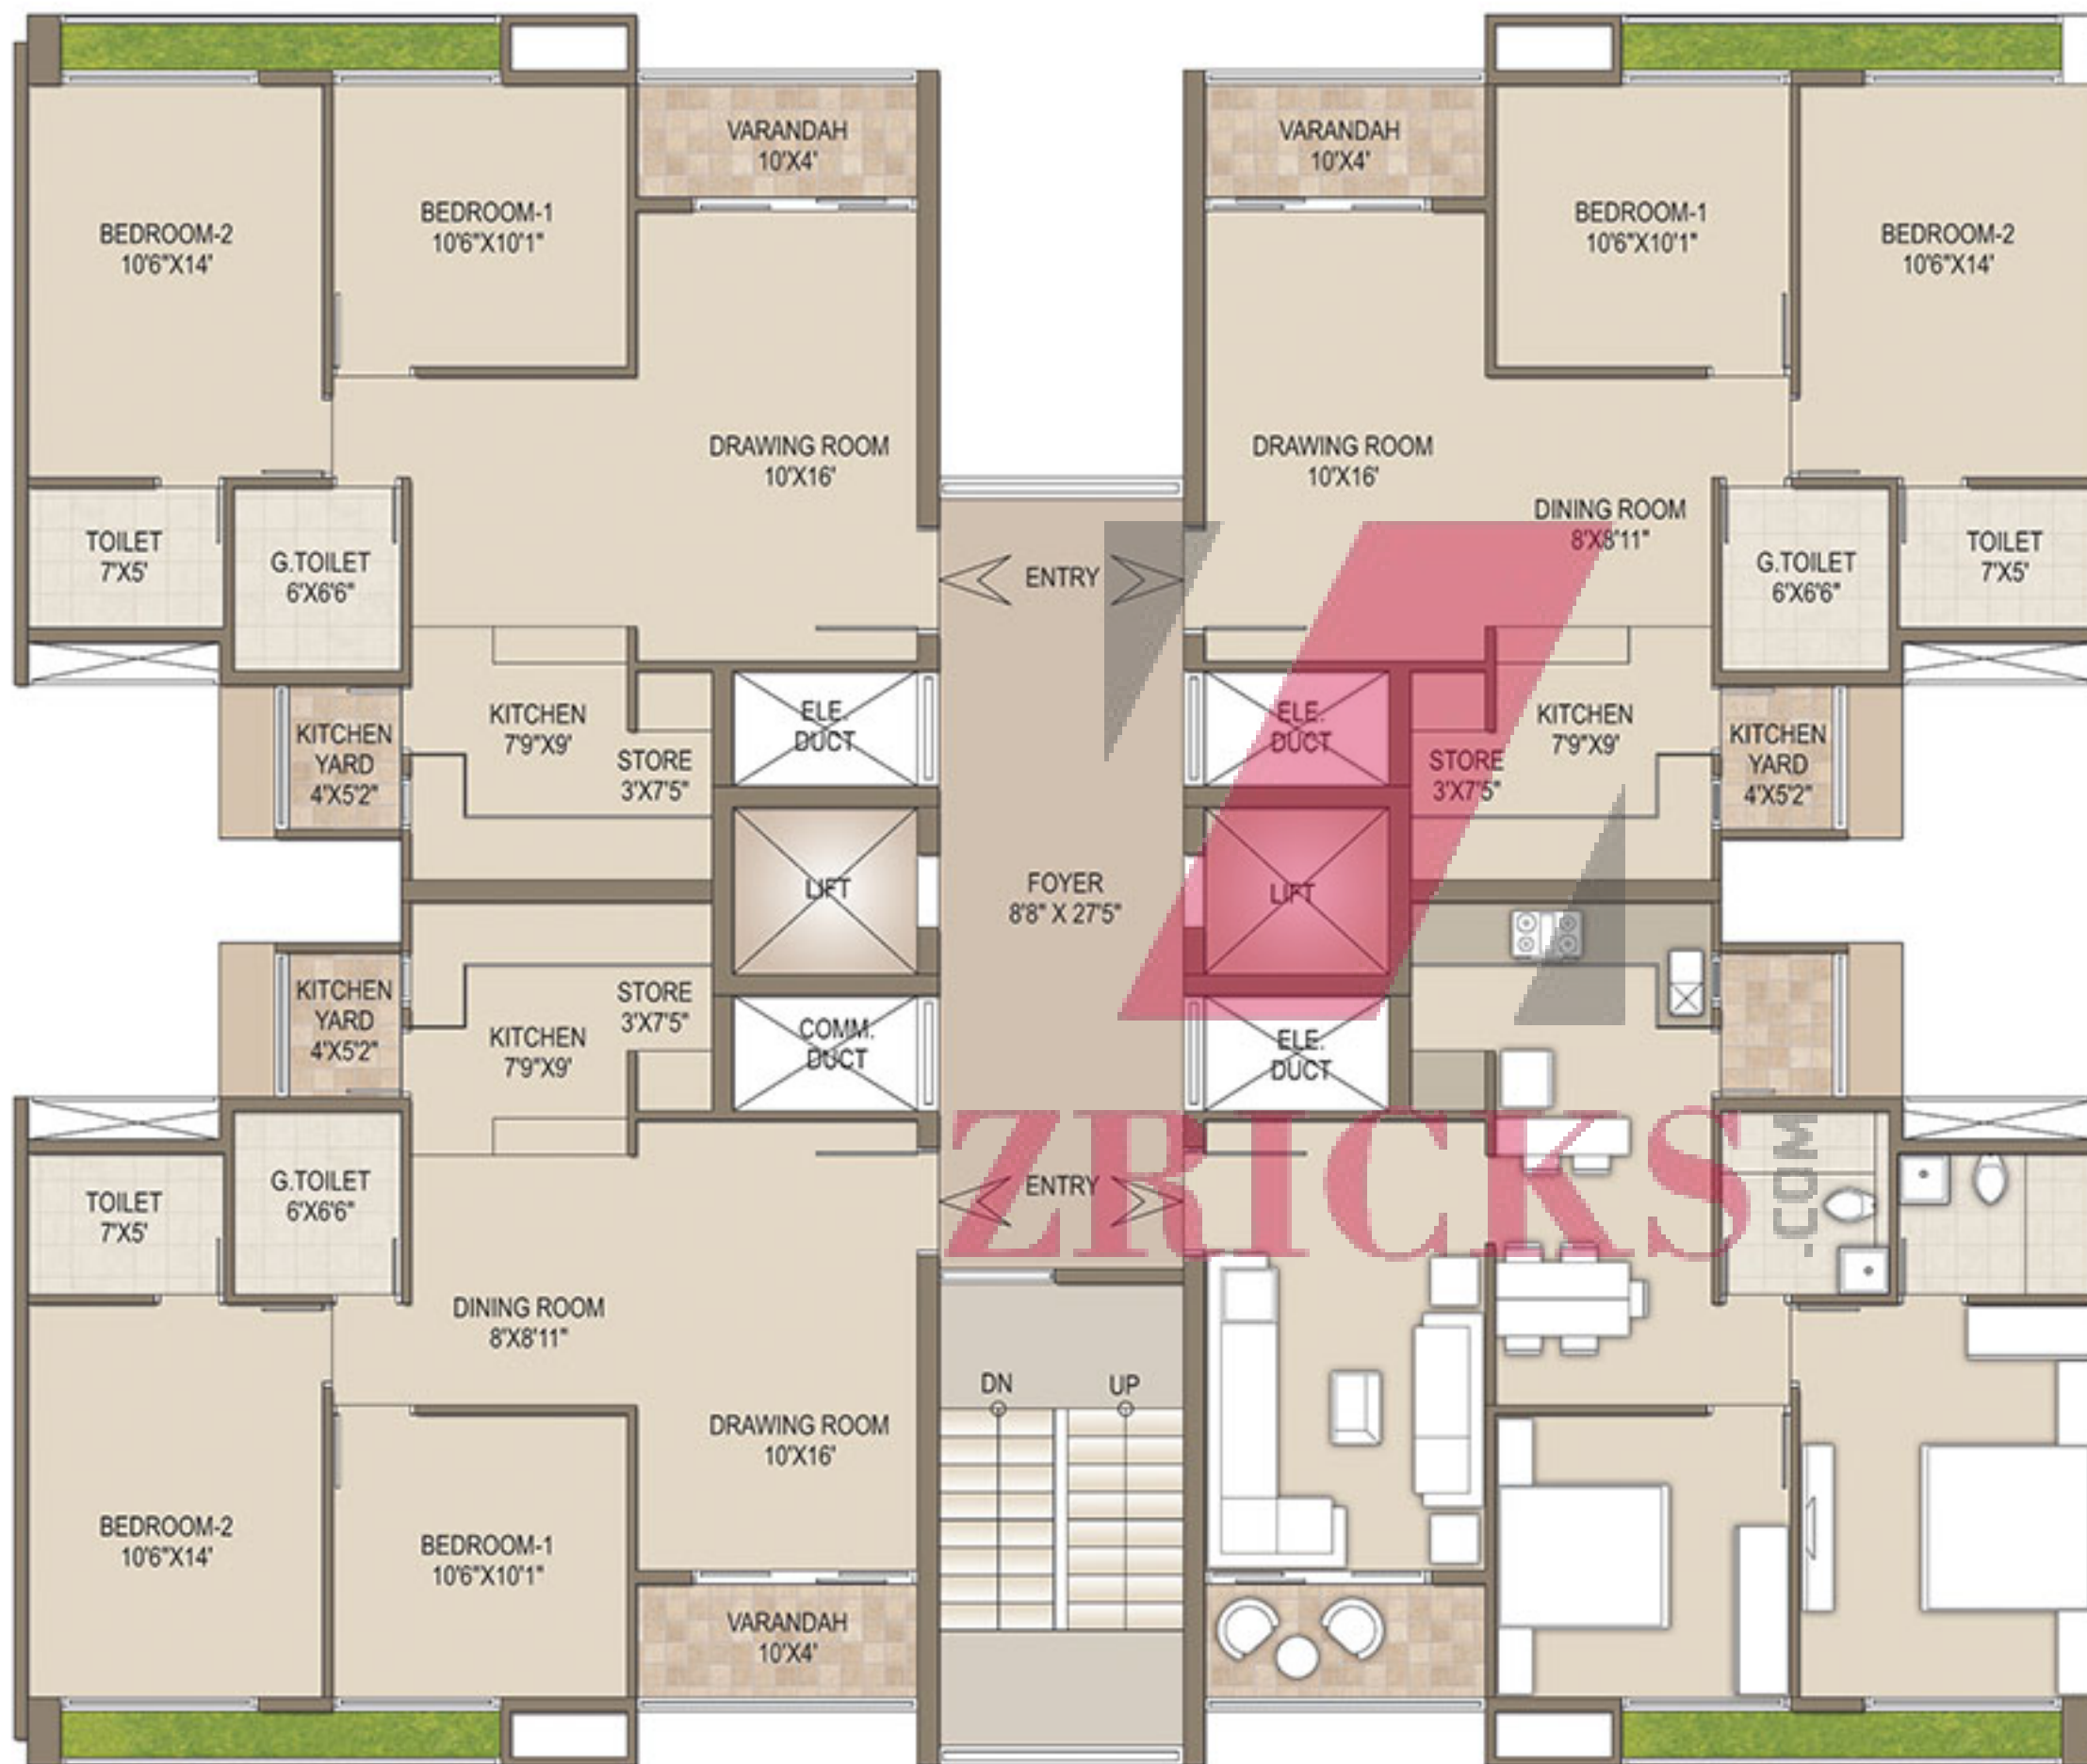 VARANDAH
10'X4'
VARANDAH
10'X4'
BEDROOM-2
10'6"X14'
BEDROOM-1
10'6"X10'1"
BEDROOM-1
10'6"X10'1"
BEDROOM-2
10'6"X14'
DRAWING ROOM
10'X16'
DRAWING ROOM
10'X16'
DINING ROOM
8'X8'11"
TOILET
7'X5'
G.TOILET
6'X6'6"
ENTRY
G.TOILET
6'X6'6"
TOILET
7'X5'
KITCHEN
YARD
4'X5'2"
KITCHEN
7'9"X9'
STORE
3'X7'5"
ELE.
DUCT
ELE.
DUCT
STORE
3'X7'5"
KITCHEN
7'9"X9'
KITCHEN
YARD
4'X5'2"
LIFT
FOYER
8'8" X 27'5"
LIFT
KITCHEN
YARD
4'X5'2"
KITCHEN
7'9"X9'
STORE
3'X7'5"
COMM.
DUCT
ELE.
DUCT
ZRICKS
.COM
TOILET
7'X5'
G.TOILET
6'X6'6"
ENTRY
DINING ROOM
8'X8'11"
DRAWING ROOM
10'X16'
DN
UP
BEDROOM-2
10'6"X14'
BEDROOM-1
10'6"X10'1"
VARANDAH
10'X4'